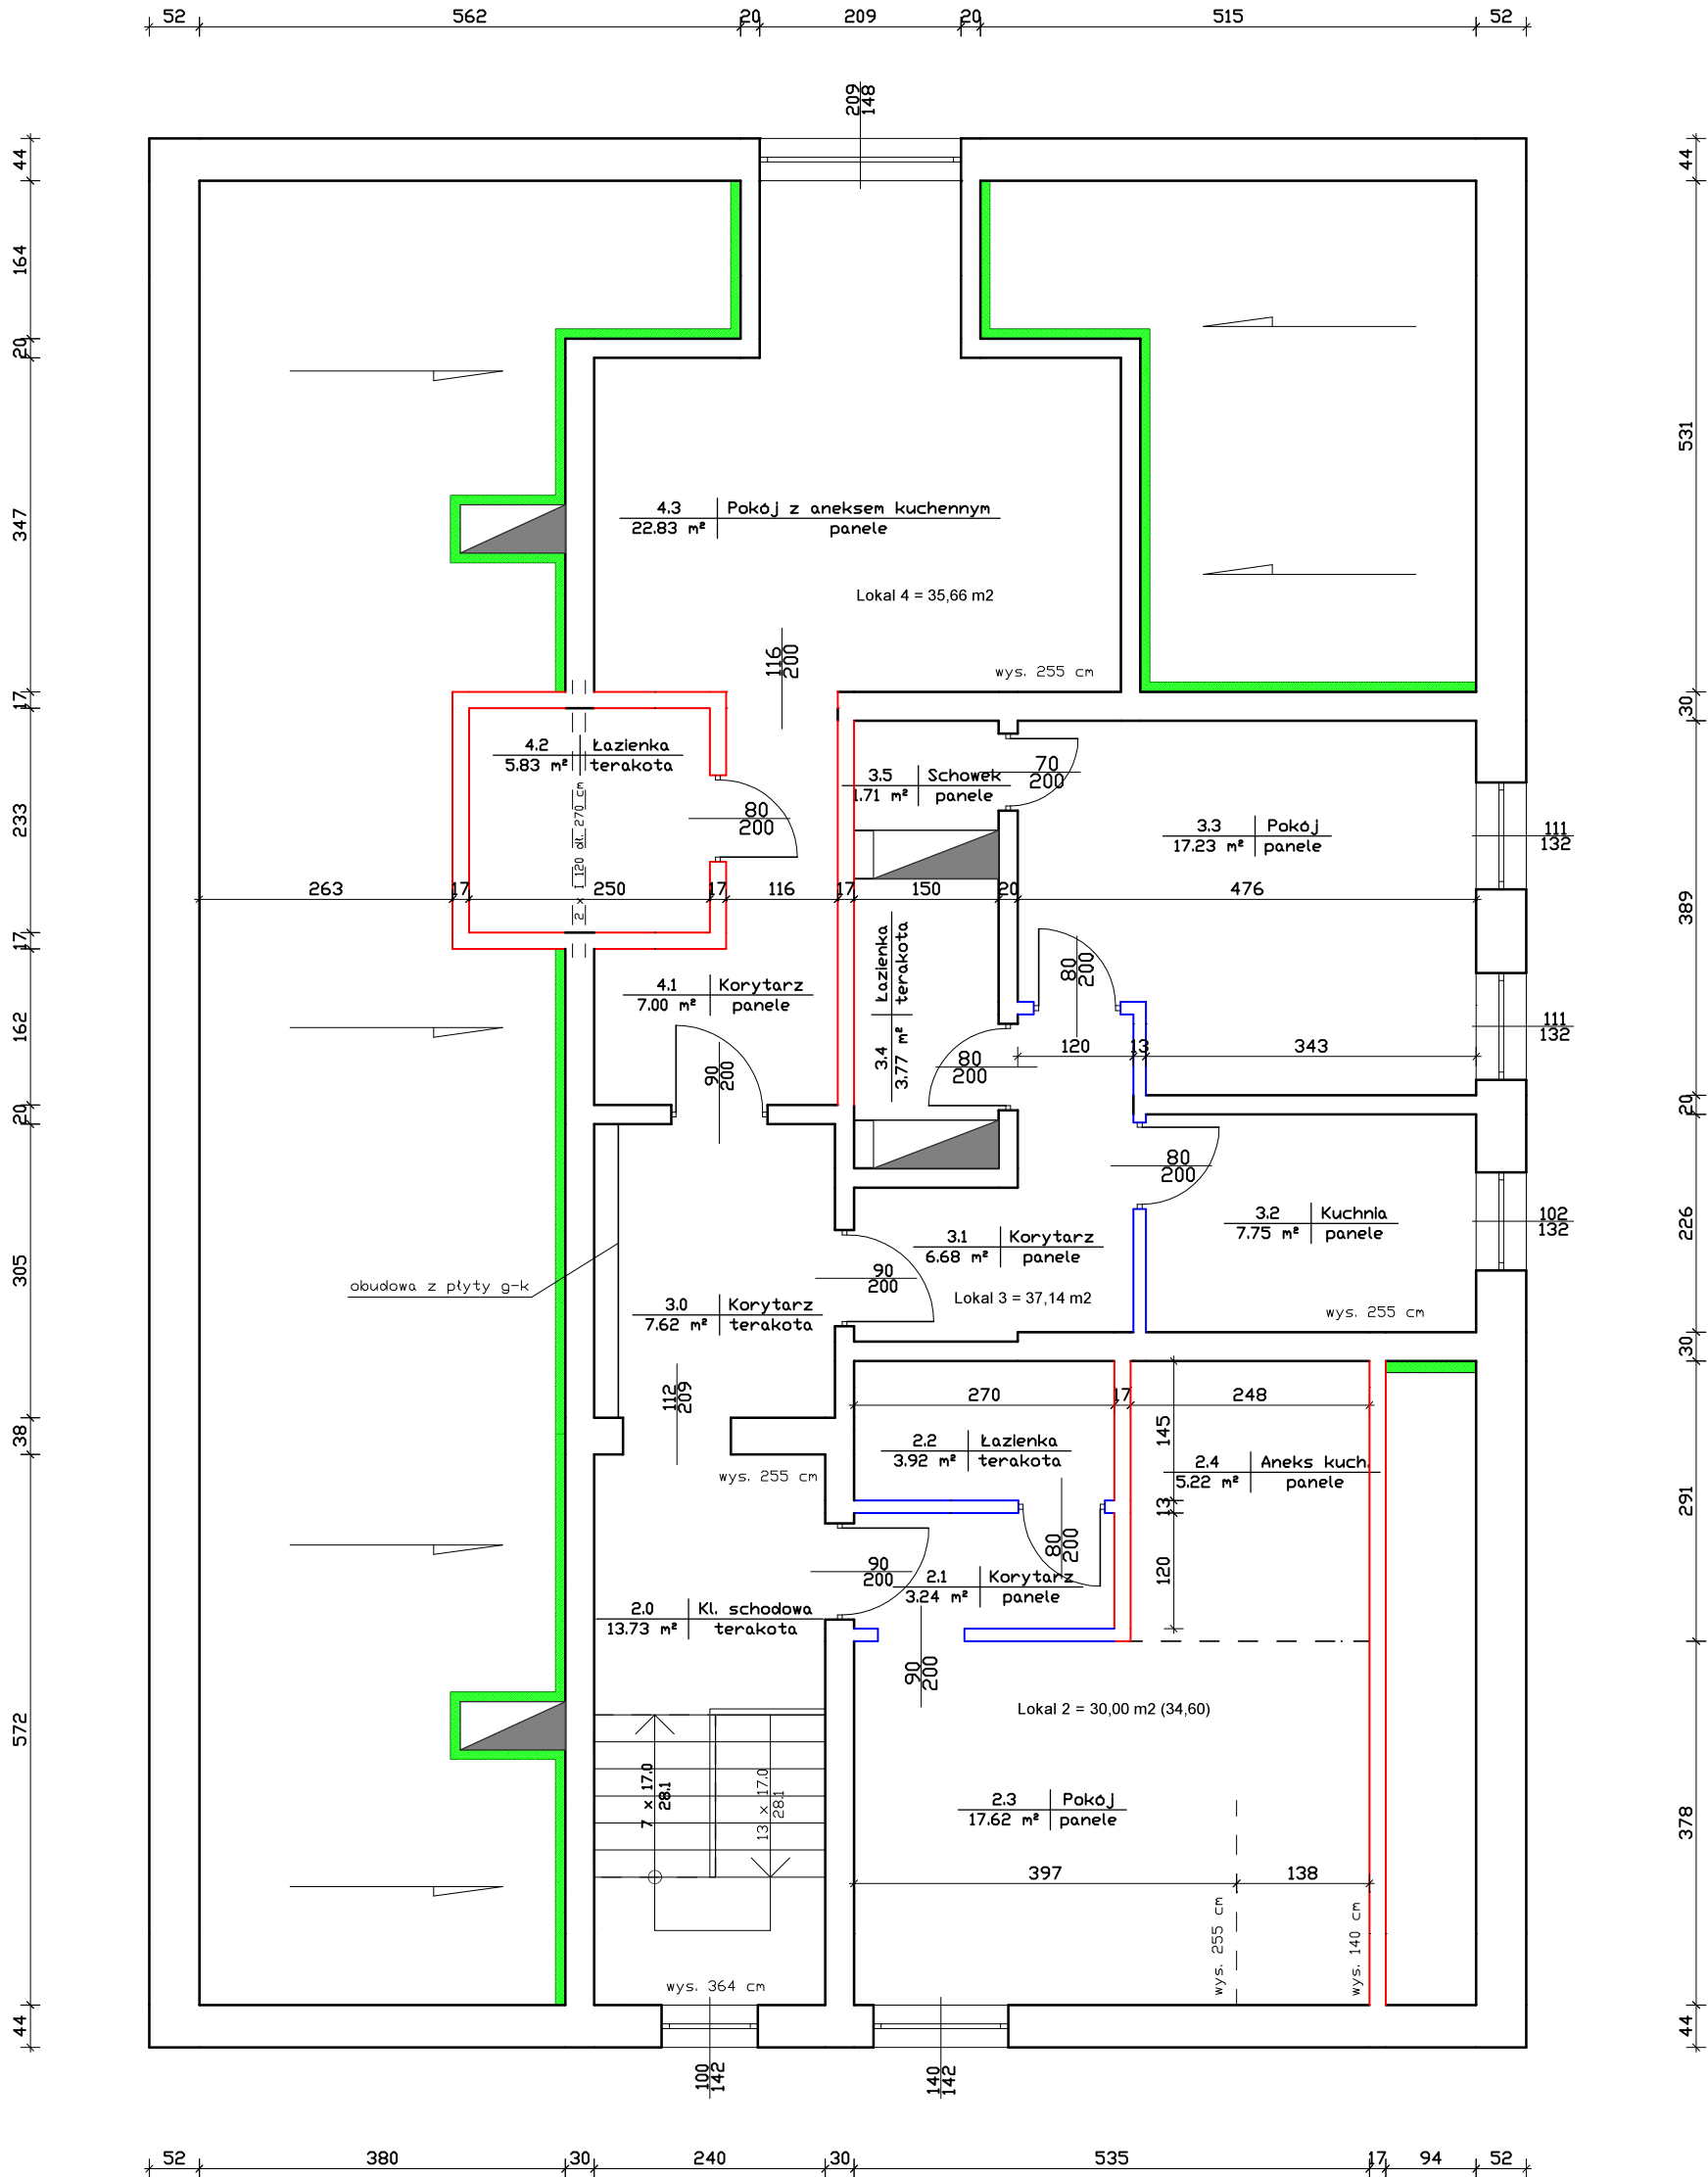 52 562 20 209 20 515 52
209
148
44
164
20
347
17
233
17
162
20
305
38
572
44
44
531
30
389
20
226
30
291
378
44
4.3 Pokój z aneksem kuchennym
22.83 m² panele
Lokal 4 = 35,66 m2
116
200
wys. 255 cm
4.2 Łazienka
5.83 m² terakota
2 x I 120 dł. 270 cm
80
200
3.5 Schowek
1.71 m² panele
70
200
3.3 Pokój
17.23 m² panele
111
132
263 17 250 17 116 17 150 20 476
3.4 Łazienka
3.77 m² terakota
80
200
4.1 Korytarz
7.00 m² panele
111
132
120 13 343
90
200
80
200
80
200
3.2 Kuchnia
7.75 m² panele
102
132
3.1 Korytarz
6.68 m² panele
90
200
Lokal 3 = 37,14 m2
obudowa z płyty g-k
3.0 Korytarz
7.62 m² terakota
wys. 255 cm
112
209
270 17 248
145
13
120
2.2 Łazienka
3.92 m² terakota
2.4 Aneks kuch.
5.22 m² panele
wys. 255 cm
80
200
90
200
2.1 Korytarz
3.24 m² panele
2.0 Kl. schodowa
13.73 m² terakota
90
200
Lokal 2 = 30,00 m2 (34,60)
7 x 17.0
28.1
13 x 17.0
28.1
2.3 Pokój
17.62 m² panele
397 138
wys. 255 cm
wys. 140 cm
wys. 364 cm
100
142
140
142
52 380 30 240 30 535 17 94 52